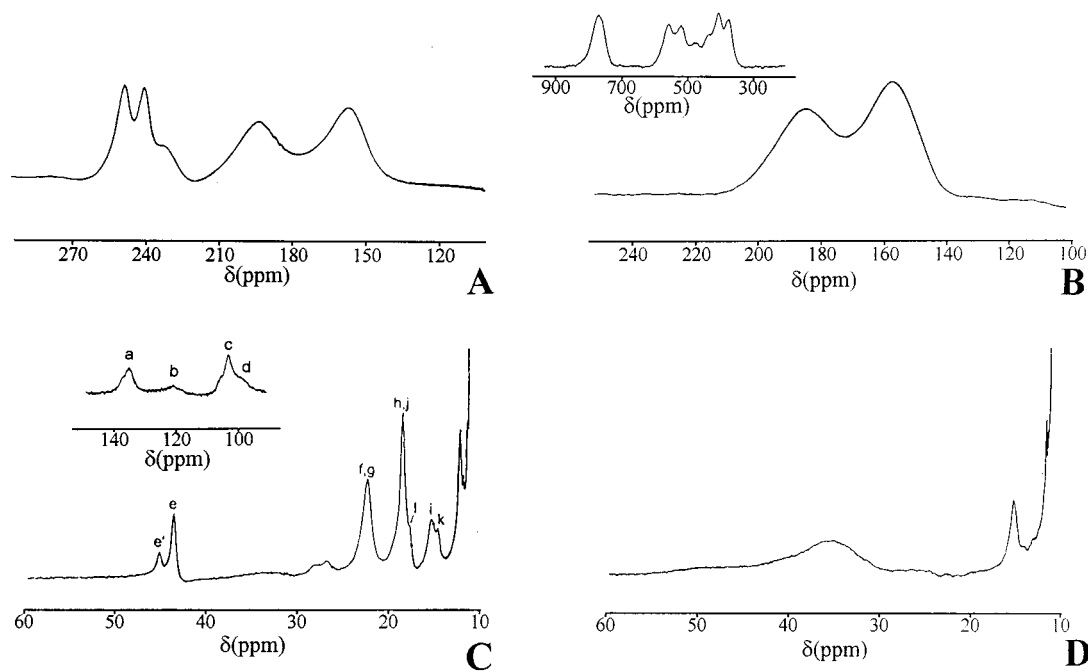 270 240 210 180 150 120
δ(ppm)
A
900 700 500 300
δ(ppm)
240 220 200 180 160 140 120 100
δ(ppm)
B
a b c d
140 120 100
δ(ppm)
e' e f,g h,j l i k
60 50 40 30 20 10
δ(ppm)
C
60 50 40 30 20 10
δ(ppm)
D